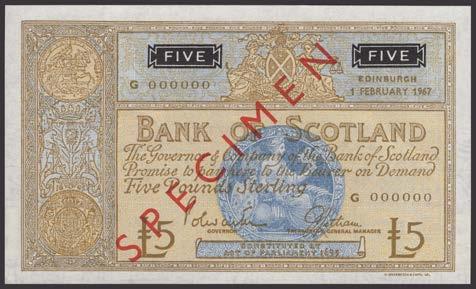 FIVE
FIVE
G 000000
EDINBURGH
1 FEBRUARY 1967
SPECIMEN
BANK OF SCOTLAND
The Governor & Company of the Bank of Scotland
Promise to pay here to the Bearer on Demand
Five Pounds Sterling
G 000000
GOVERNOR
TREASURER & GENERAL MANAGER
£5
£5
CONSTITUTED BY
ACT OF PARLIAMENT 1695